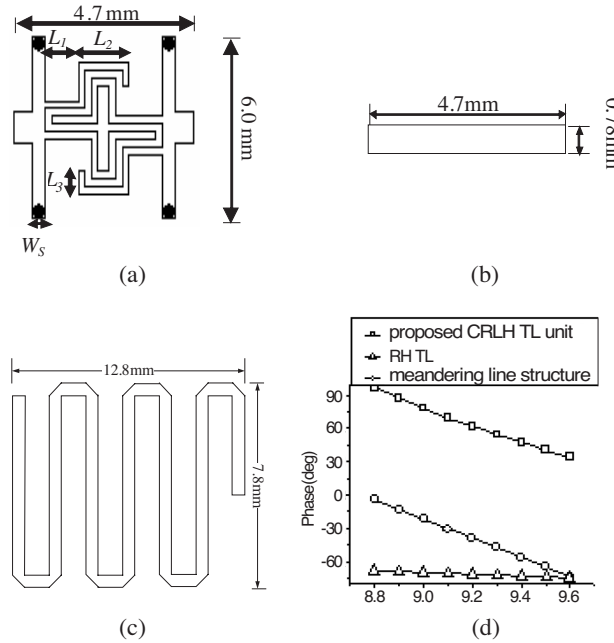 4.7mm
L1 L2
6.0 mm
L3
WS
(a)
4.7mm
0.78mm
(b)
12.8mm
7.8mm
(c)
proposed CRLH TL unit
RH TL
meandering line structure
Phase(deg)
90
60
30
0
-30
-60
8.8 9.0 9.2 9.4 9.6
(d)